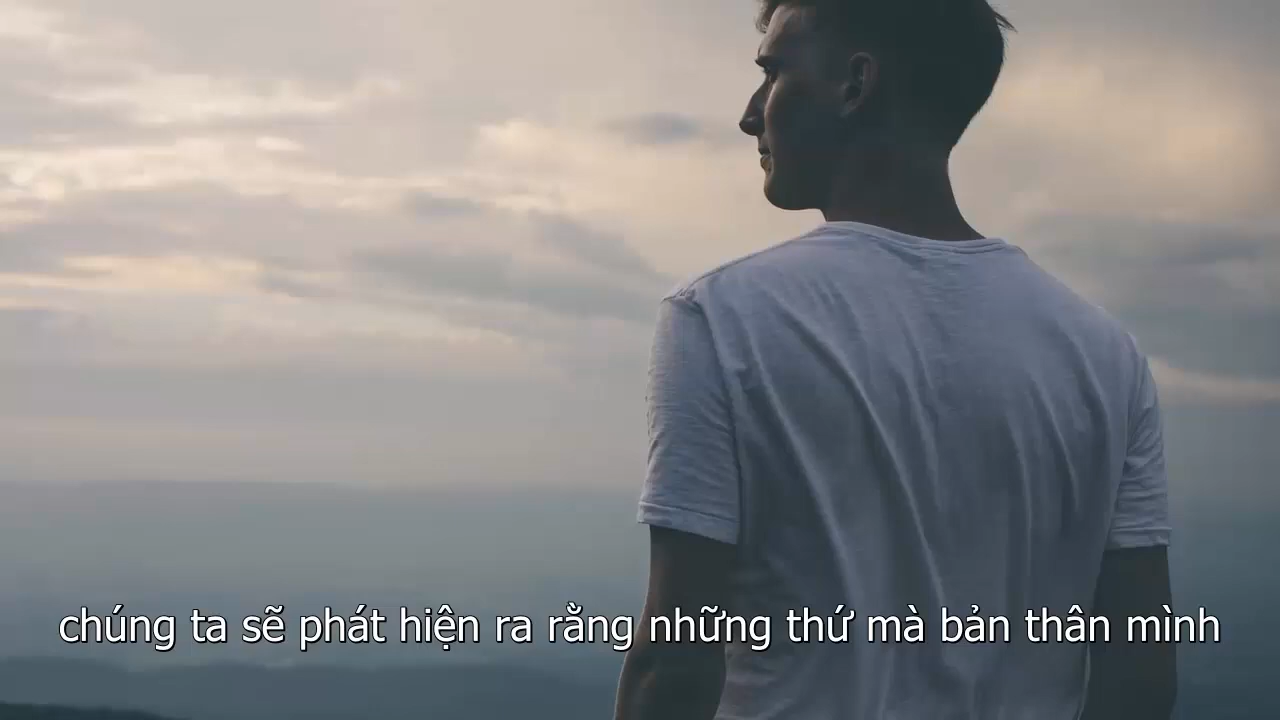 chúng ta sẽ phát hiện ra rằng những thứ mà bản thân mình